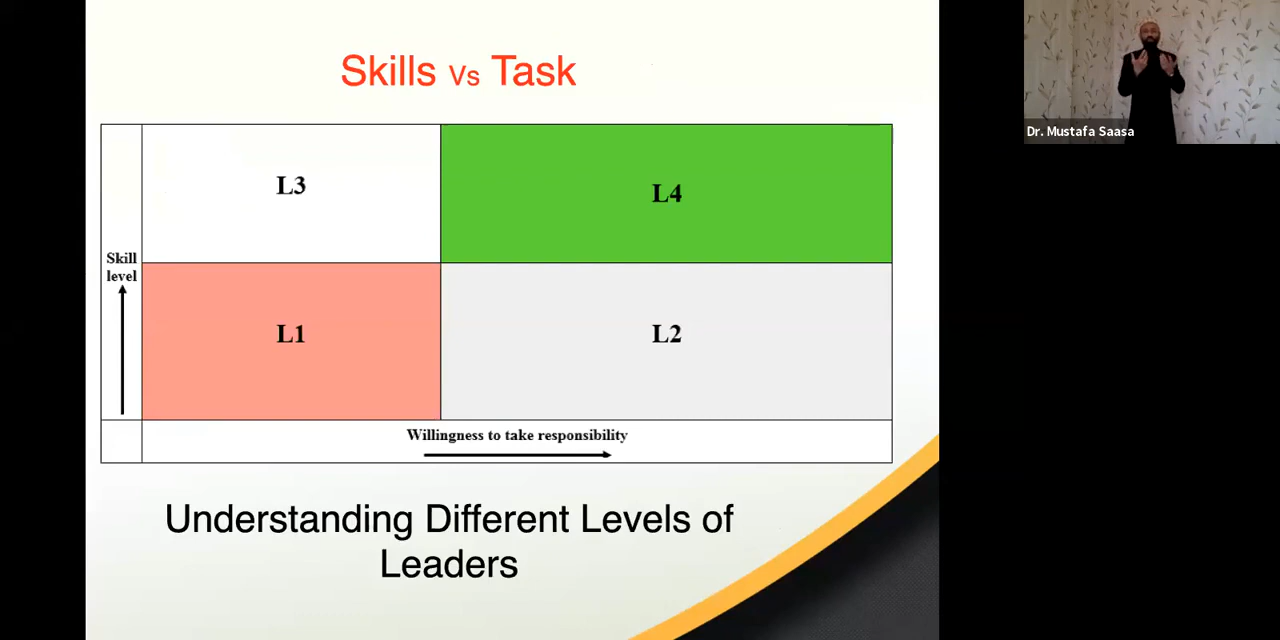 Skills Vs Task
L3
L4
Skill
level
L1
L2
Willingness to take responsibility
Understanding Different Levels of
Leaders
Dr. Mustafa Saasa